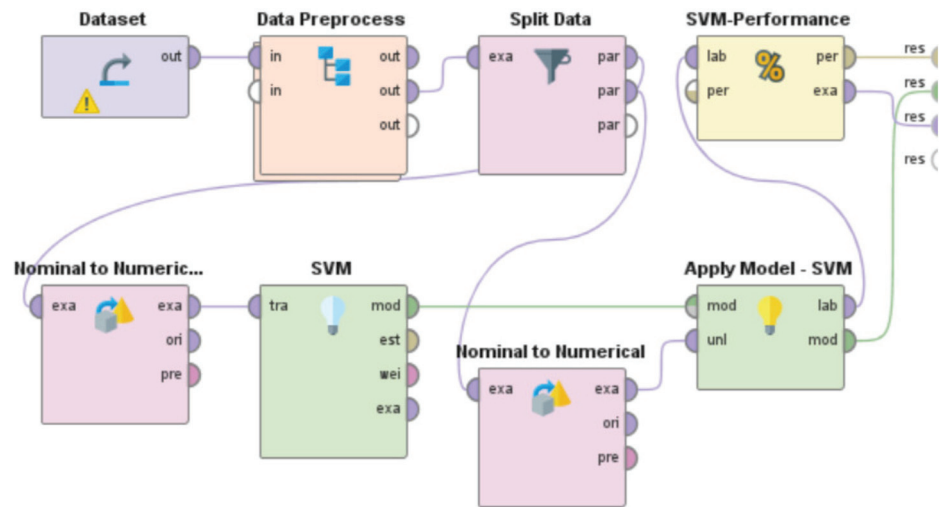 Dataset
out
Data Preprocess
in
in
out
out
out
Split Data
exa
par
par
par
SVM-Performance
lab
per
per
exa
res
res
res
res
Nominal to Numeric...
exa
exa
ori
pre
SVM
tra
mod
est
wei
exa
Nominal to Numerical
exa
exa
ori
pre
Apply Model - SVM
mod
unl
lab
mod